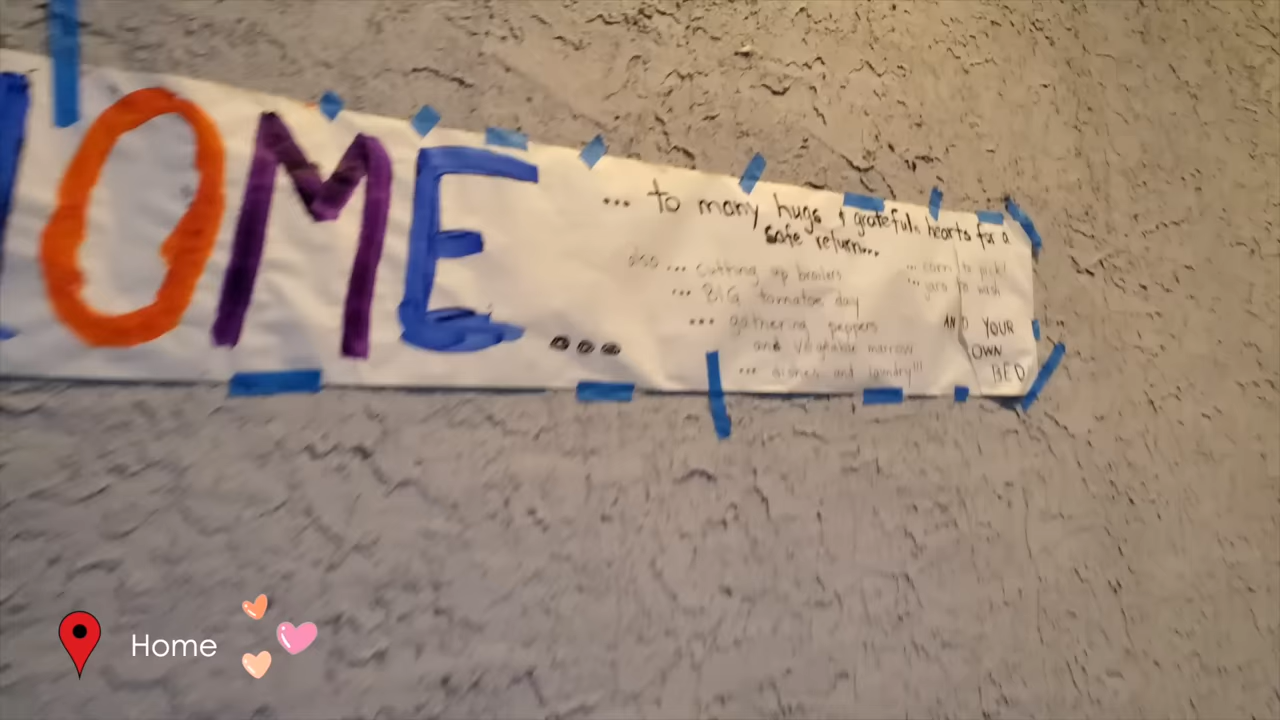 HOME ...
... to many hugs & grateful hearts for a
safe return...
also ... cutting up broilers
... BIG tomatoe day
... gathering peppers
and vegetable marrow
... dishes and laundry!!!
... corn to pick!
... jars to wash
AND YOUR
OWN
BED
Home